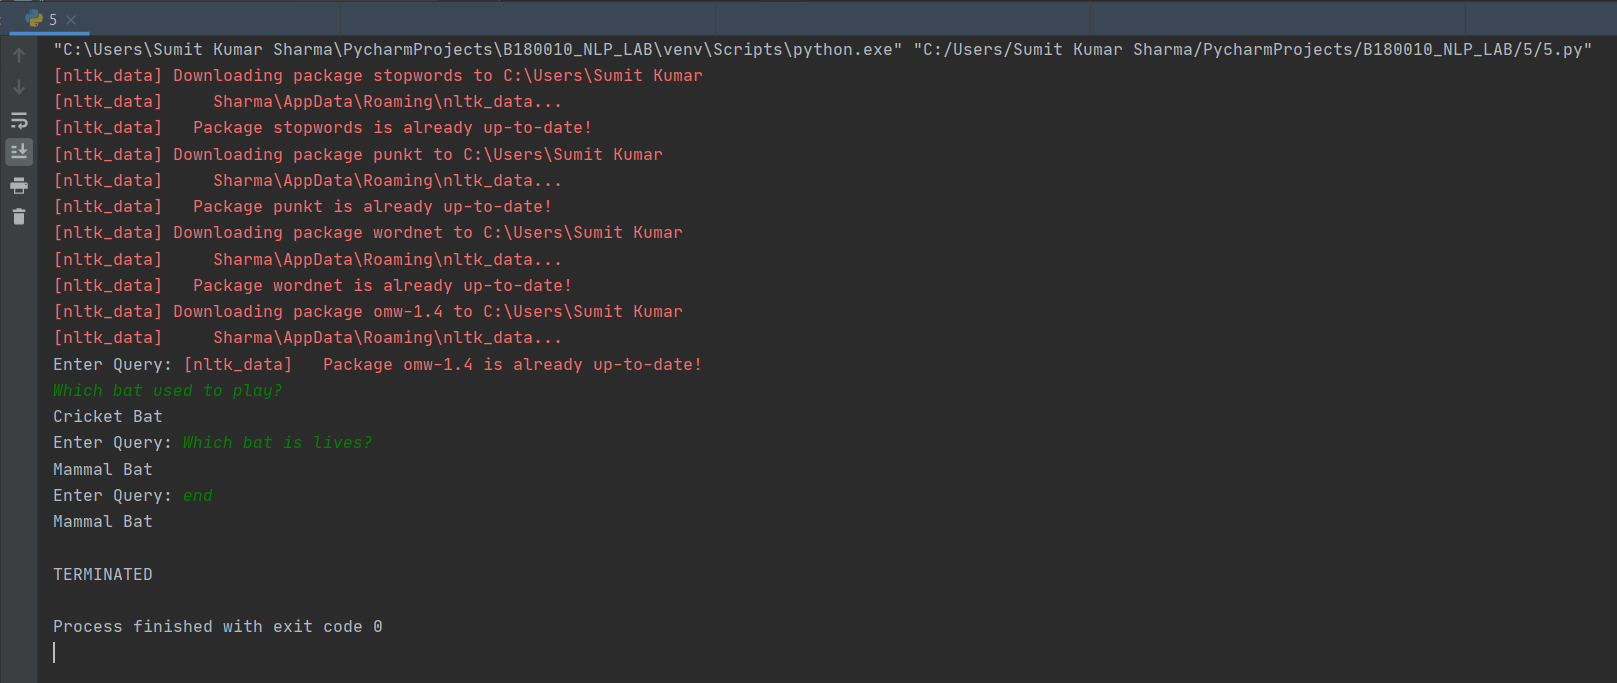 5
"C:\Users\Sumit Kumar Sharma\PycharmProjects\B180010_NLP_LAB\venv\Scripts\python.exe" "C:/Users/Sumit Kumar Sharma/PycharmProjects/B180010_NLP_LAB/5/5.py"
[nltk_data] Downloading package stopwords to C:\Users\Sumit Kumar
[nltk_data]     Sharma\AppData\Roaming\nltk_data...
[nltk_data]   Package stopwords is already up-to-date!
[nltk_data] Downloading package punkt to C:\Users\Sumit Kumar
[nltk_data]     Sharma\AppData\Roaming\nltk_data...
[nltk_data]   Package punkt is already up-to-date!
[nltk_data] Downloading package wordnet to C:\Users\Sumit Kumar
[nltk_data]     Sharma\AppData\Roaming\nltk_data...
[nltk_data]   Package wordnet is already up-to-date!
[nltk_data] Downloading package omw-1.4 to C:\Users\Sumit Kumar
[nltk_data]     Sharma\AppData\Roaming\nltk_data...
Enter Query: [nltk_data]   Package omw-1.4 is already up-to-date!
Which bat used to play?
Cricket Bat
Enter Query: Which bat is lives?
Mammal Bat
Enter Query: end
Mammal Bat
TERMINATED
Process finished with exit code 0